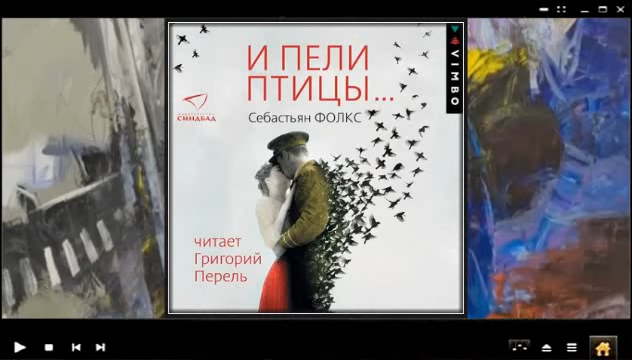 И ПЕЛИ
ПТИЦЫ...
Себастьян ФОЛКС
СИНДБАД
VIMBO
читает
Григорий
Перель